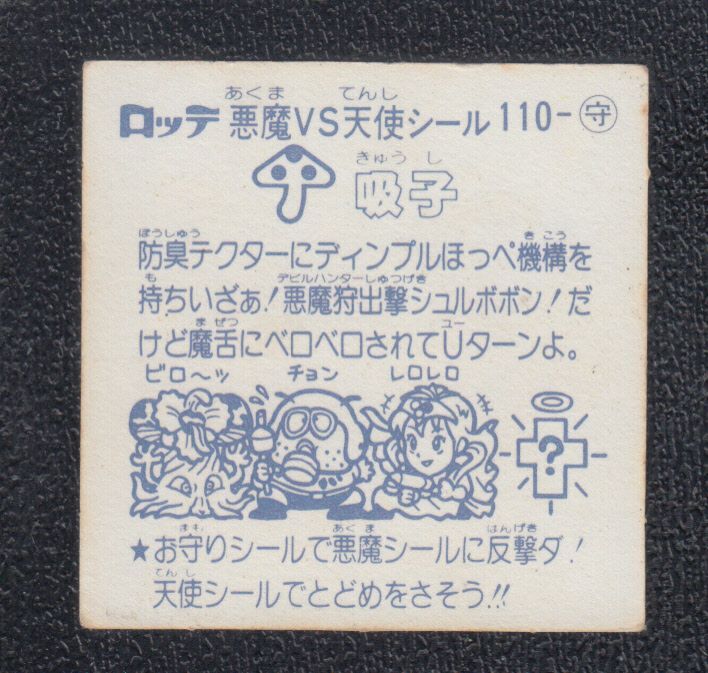 ロッテ 悪魔VS天使シール 110-守
あくま てんし
サ吸子
きゅうし
防臭テクターにディンプルほっぺ機構を
ぼうしゅう きこう
持ちいざぁ!悪魔狩出撃シュルボボン!だ
も デビルハンターしゅつげき
けど魔舌にベロベロされてUターンよ。
まぜつ ユー
ビロ〜ッ チョン レロレロ
?
★お守りシールで悪魔シールに反撃ダ!
まも あくま はんげき
天使シールでとどめをさそう!!
てんし